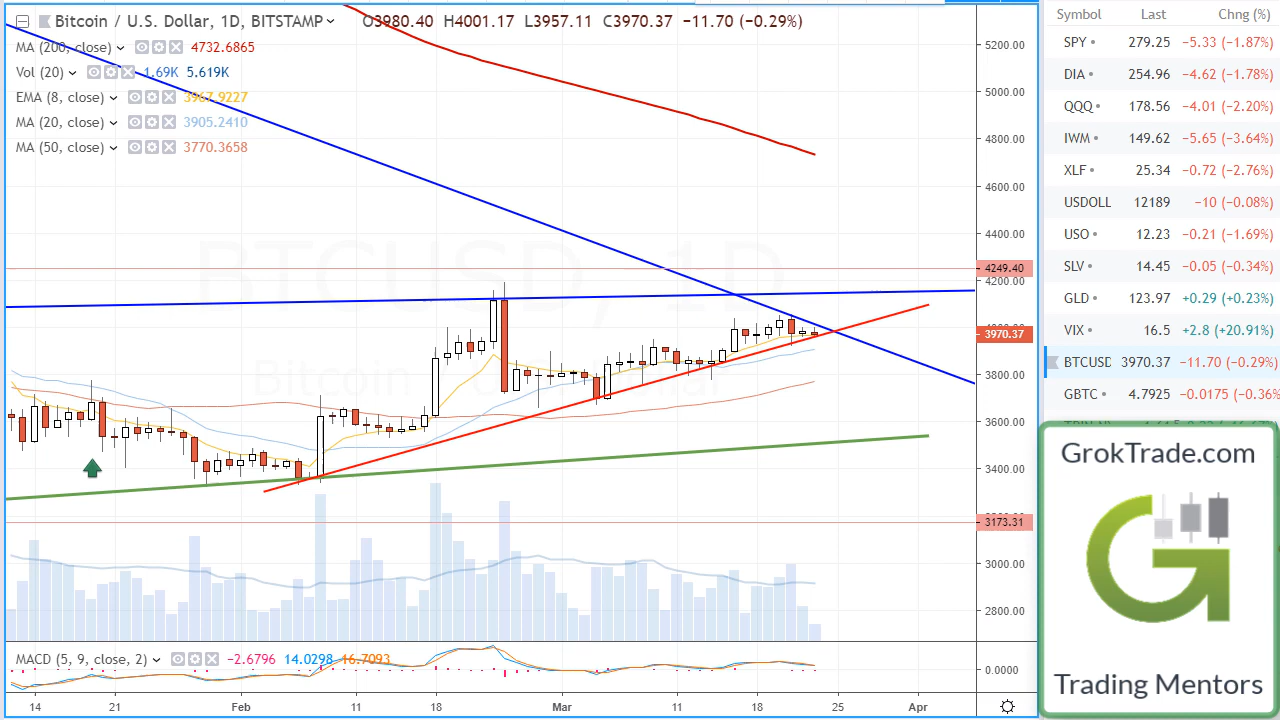 Bitcoin / U.S. Dollar, 1D, BITSTAMP O3980.40 H4001.17 L3957.11 C3970.37 −11.70 (−0.29%)
MA (200, close) 4732.6865
Vol (20) 1.69K 5.619K
EMA (8, close) 3967.9227
MA (20, close) 3905.2410
MA (50, close) 3770.3658
BTCUSD, 1D
5200.00
5000.00
4800.00
4600.00
4400.00
4249.40
4200.00
3970.37
3800.00
3600.00
3400.00
3173.31
3000.00
2800.00
MACD (5, 9, close, 2) −2.6796 14.0298 16.7093
0.0000
14 21 Feb 11 18 Mar 11 18 25 Apr
Symbol Last Chng (%)
SPY 279.25 −5.33 (−1.87%)
DIA 254.96 −4.62 (−1.78%)
QQQ 178.56 −4.01 (−2.20%)
IWM 149.62 −5.65 (−3.64%)
XLF 25.34 −0.72 (−2.76%)
USDOLL 12189 −10 (−0.08%)
USO 12.23 −0.21 (−1.69%)
SLV 14.45 −0.05 (−0.34%)
GLD 123.97 +0.29 (+0.23%)
VIX 16.5 +2.8 (+20.91%)
BTCUSD 3970.37 −11.70 (−0.29%)
GBTC 4.7925 −0.0175 (−0.36%
GrokTrade.com
Trading Mentors